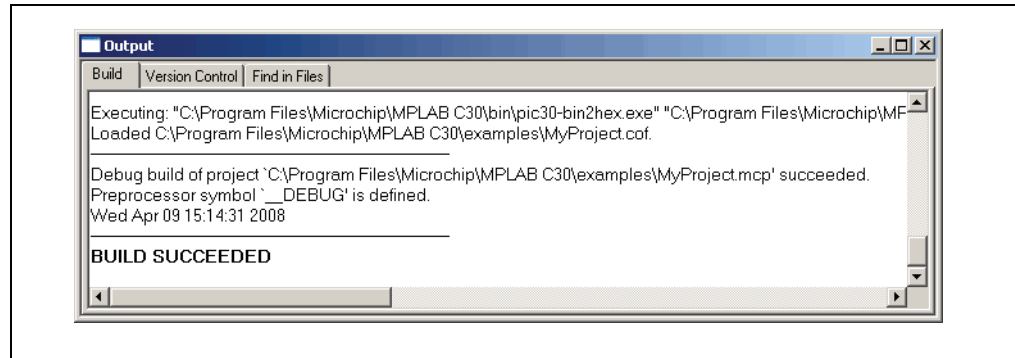 Output
Build Version Control Find in Files
Executing: "C:\Program Files\Microchip\MPLAB C30\bin\pic30-bin2hex.exe" "C:\Program Files\Microchip\MF
Loaded C:\Program Files\Microchip\MPLAB C30\examples\MyProject.cof.
Debug build of project `C:\Program Files\Microchip\MPLAB C30\examples\MyProject.mcp' succeeded.
Preprocessor symbol `__DEBUG' is defined.
Wed Apr 09 15:14:31 2008
BUILD SUCCEEDED